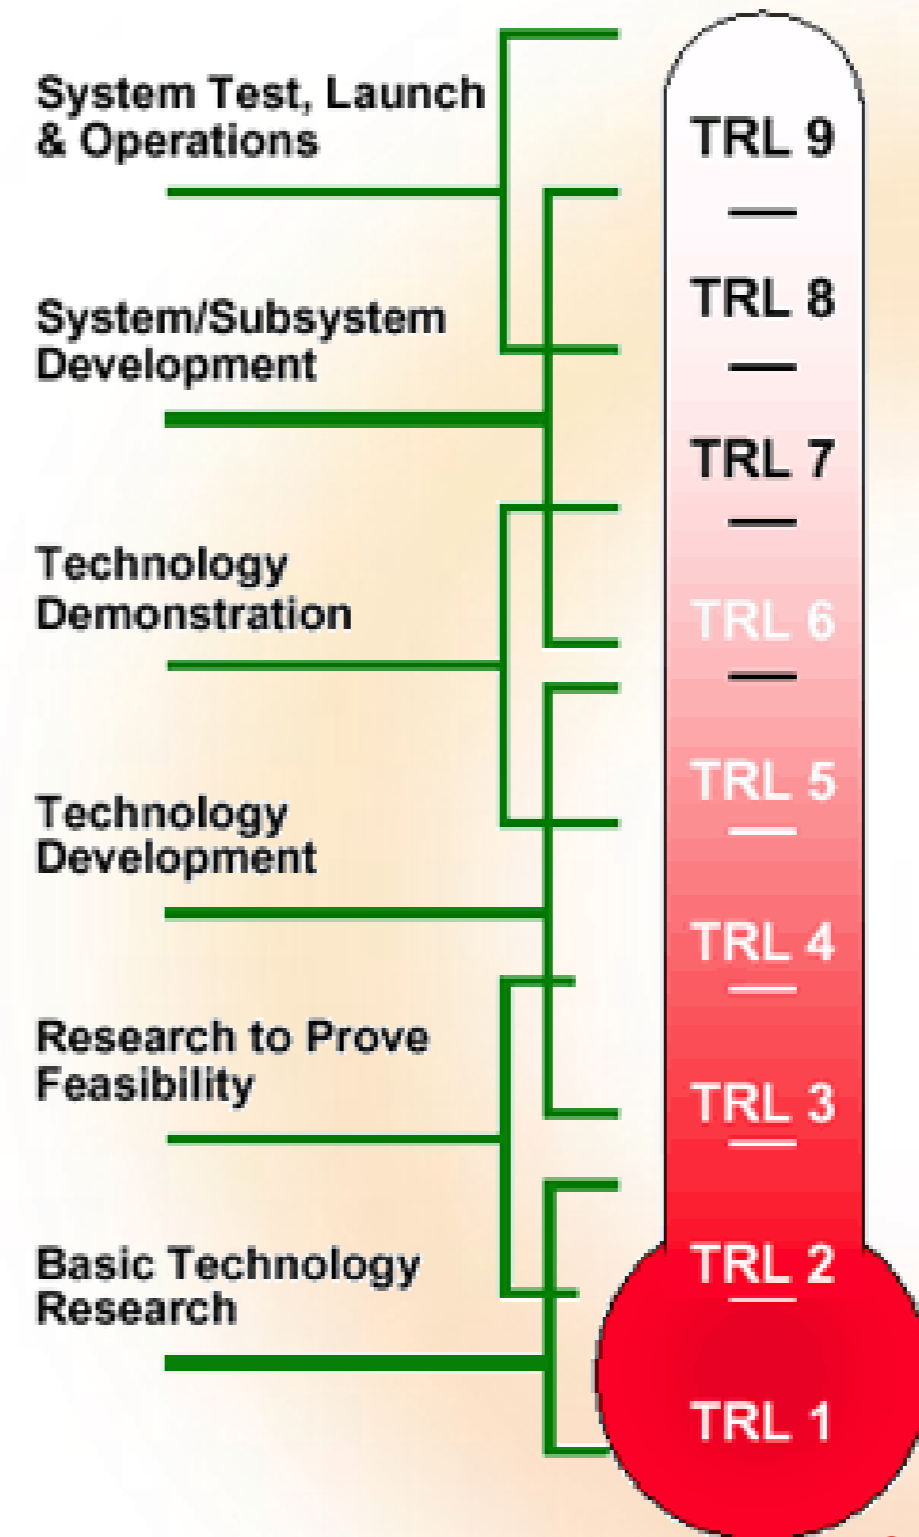 System Test, Launch
& Operations
System/Subsystem
Development
Technology
Demonstration
Technology
Development
Research to Prove
Feasibility
Basic Technology
Research
TRL 9
TRL 8
TRL 7
TRL 6
TRL 5
TRL 4
TRL 3
TRL 2
TRL 1